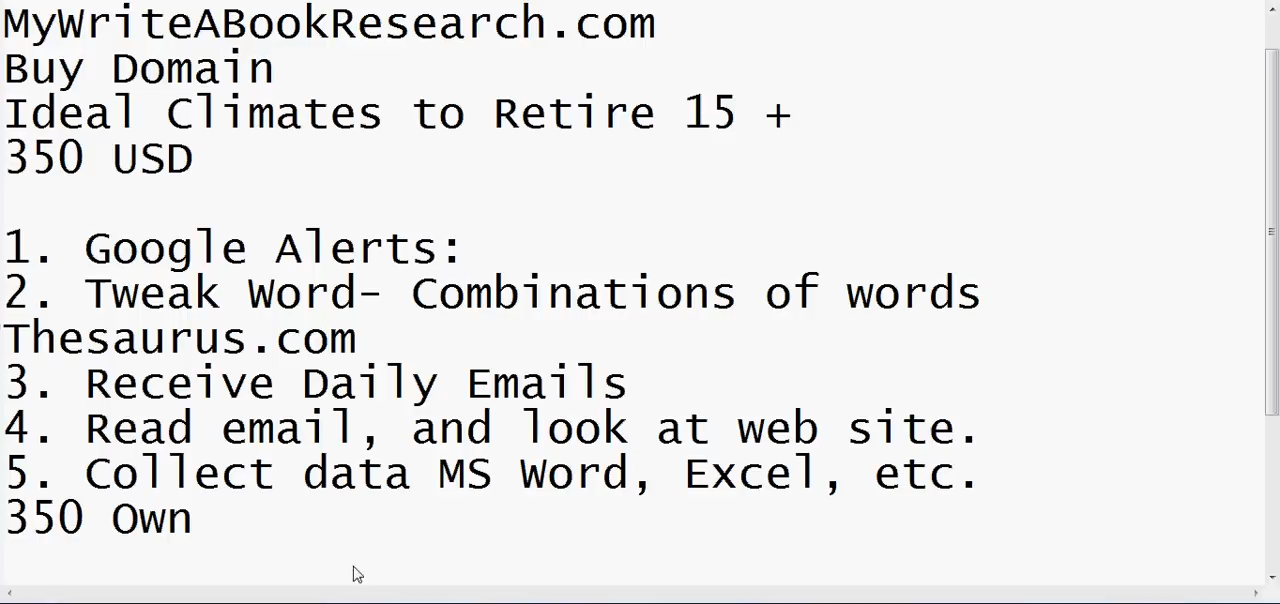 MyWriteABookResearch.com
Buy Domain
Ideal Climates to Retire 15 +
350 USD
1. Google Alerts:
2. Tweak Word- Combinations of words
Thesaurus.com
3. Receive Daily Emails
4. Read email, and look at web site.
5. Collect data MS Word, Excel, etc.
350 Own